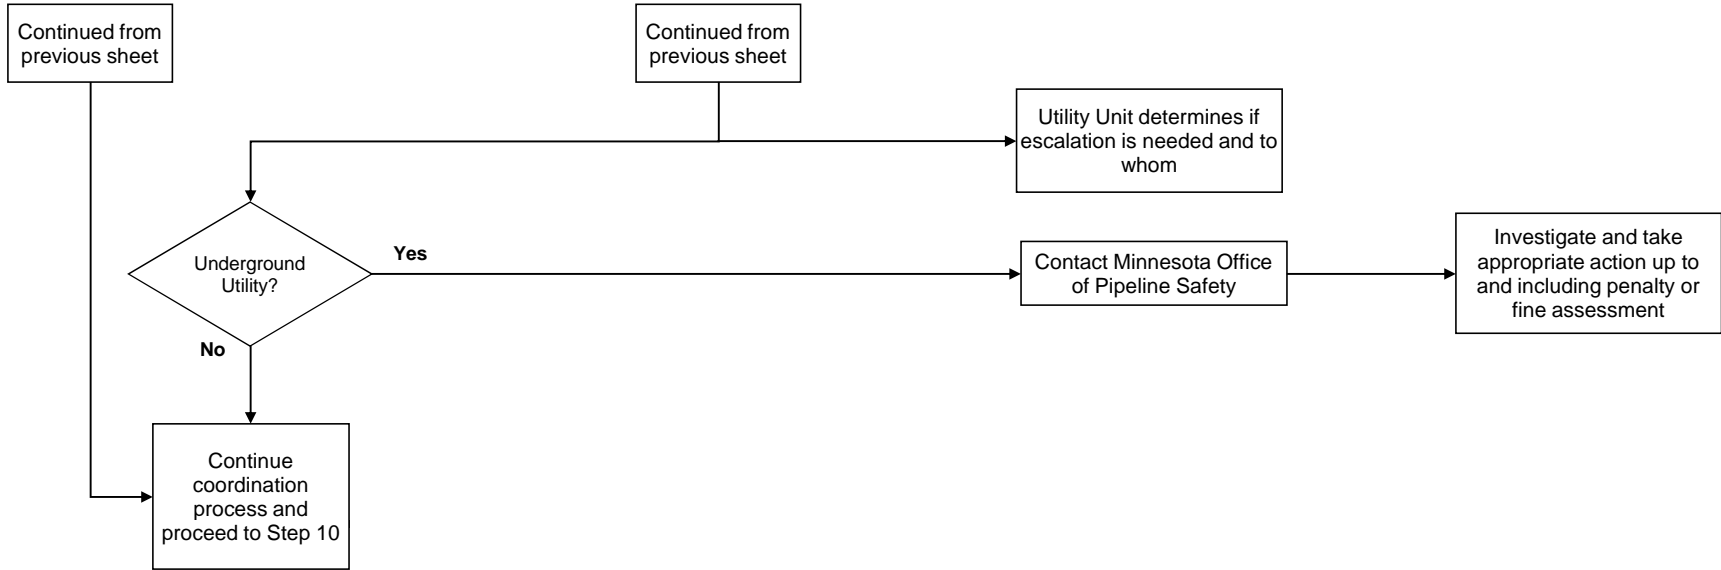 Continued from
previous sheet
Continued from
previous sheet
Utility Unit determines if
escalation is needed and to
whom
Underground
Utility?
Yes
Contact Minnesota Office
of Pipeline Safety
Investigate and take
appropriate action up to
and including penalty or
fine assessment
No
Continue
coordination
process and
proceed to Step 10